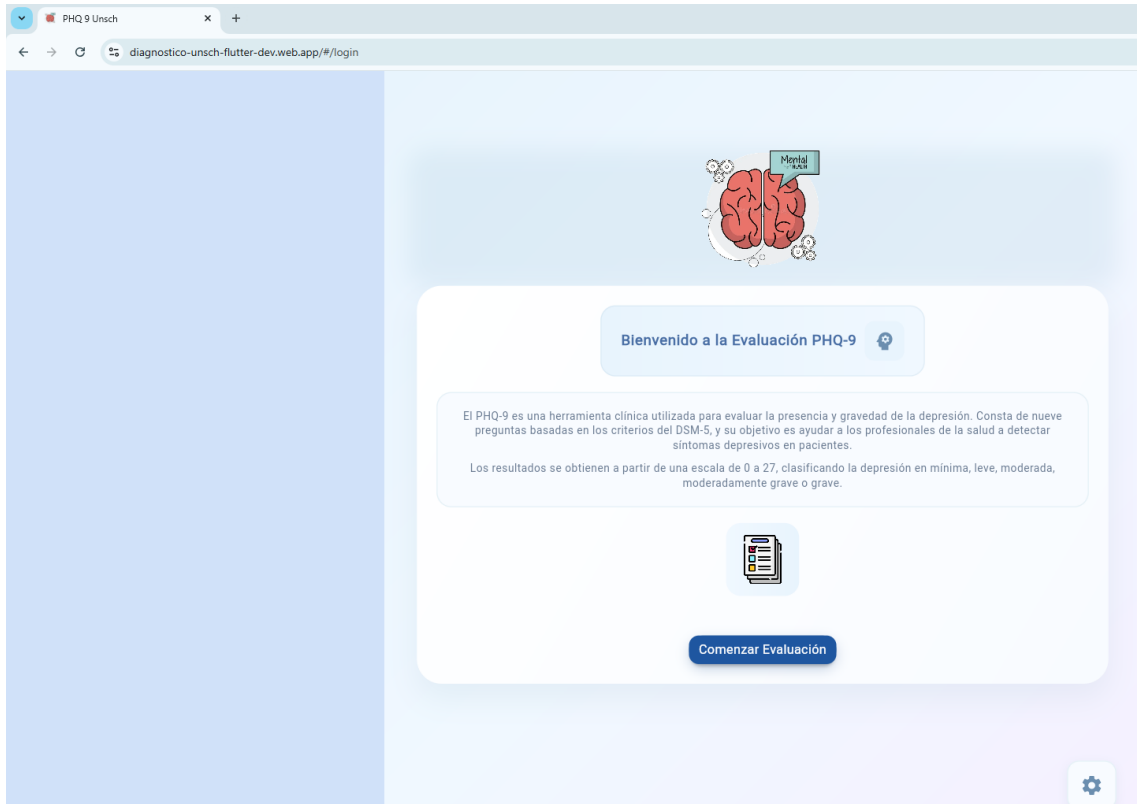 PHQ 9 Unsch
diagnostico-unsch-flutter-dev.web.app/#/login
Mental
HEALTH
Bienvenido a la Evaluación PHQ-9
El PHQ-9 es una herramienta clínica utilizada para evaluar la presencia y gravedad de la depresión. Consta de nueve
preguntas basadas en los criterios del DSM-5, y su objetivo es ayudar a los profesionales de la salud a detectar
síntomas depresivos en pacientes.
Los resultados se obtienen a partir de una escala de 0 a 27, clasificando la depresión en mínima, leve, moderada,
moderadamente grave o grave.
Comenzar Evaluación